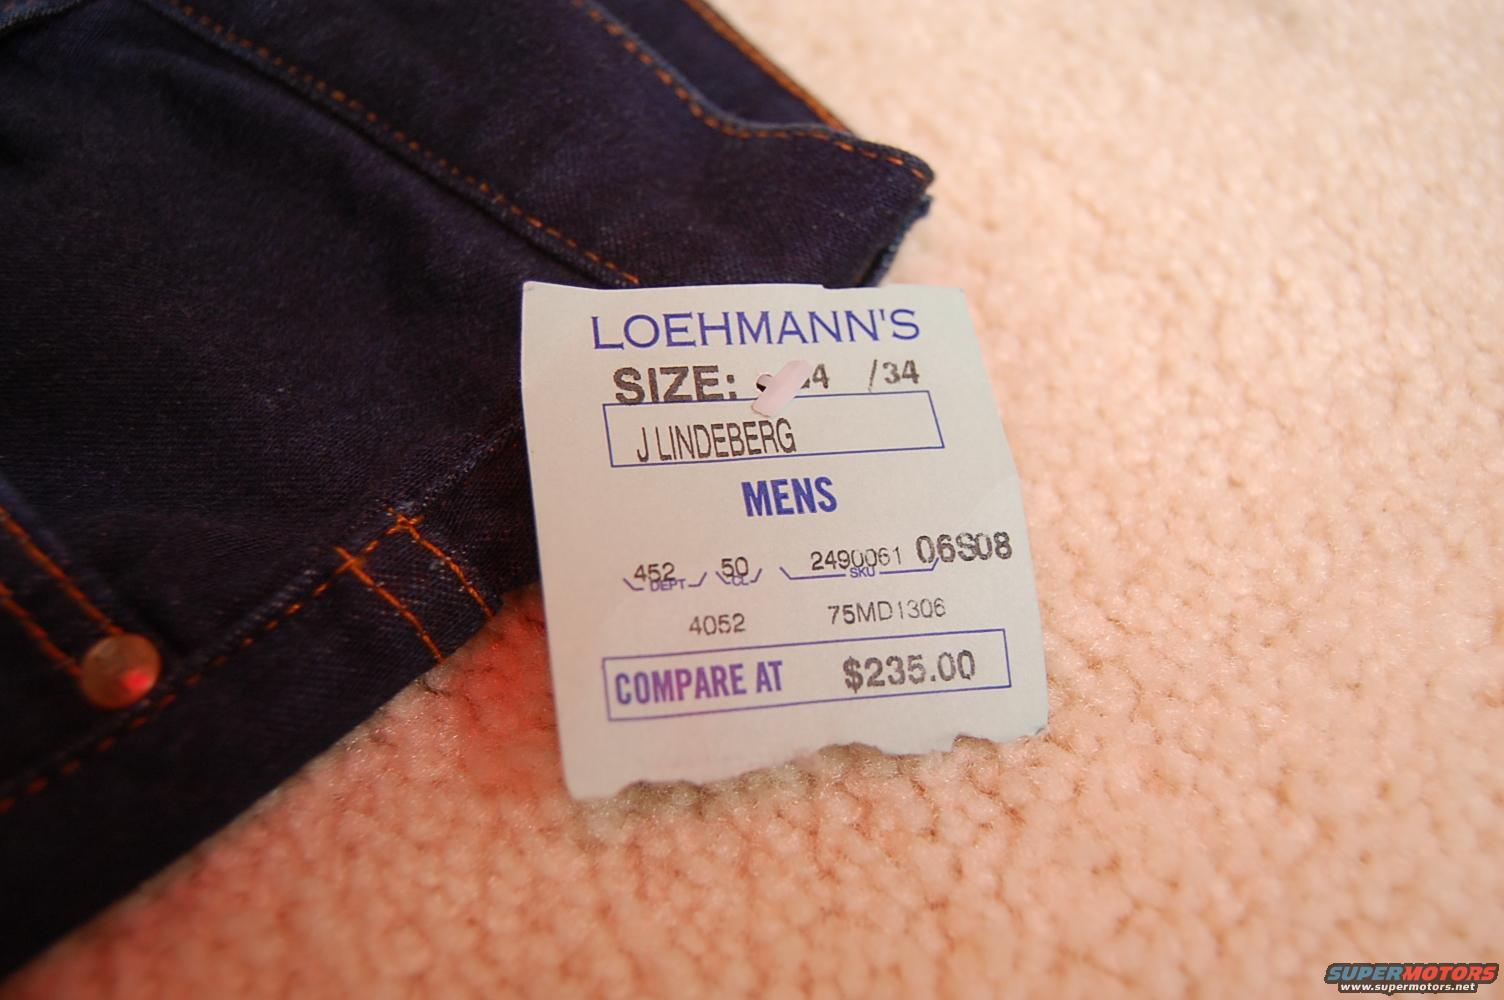 LOEHMANN'S
SIZE: 4 /34
J LINDEBERG
MENS
452 50 2490061 06S08
DEPT CL SKU
4052 75MD1306
COMPARE AT $235.00
SUPERMOTORS
www.supermotors.net